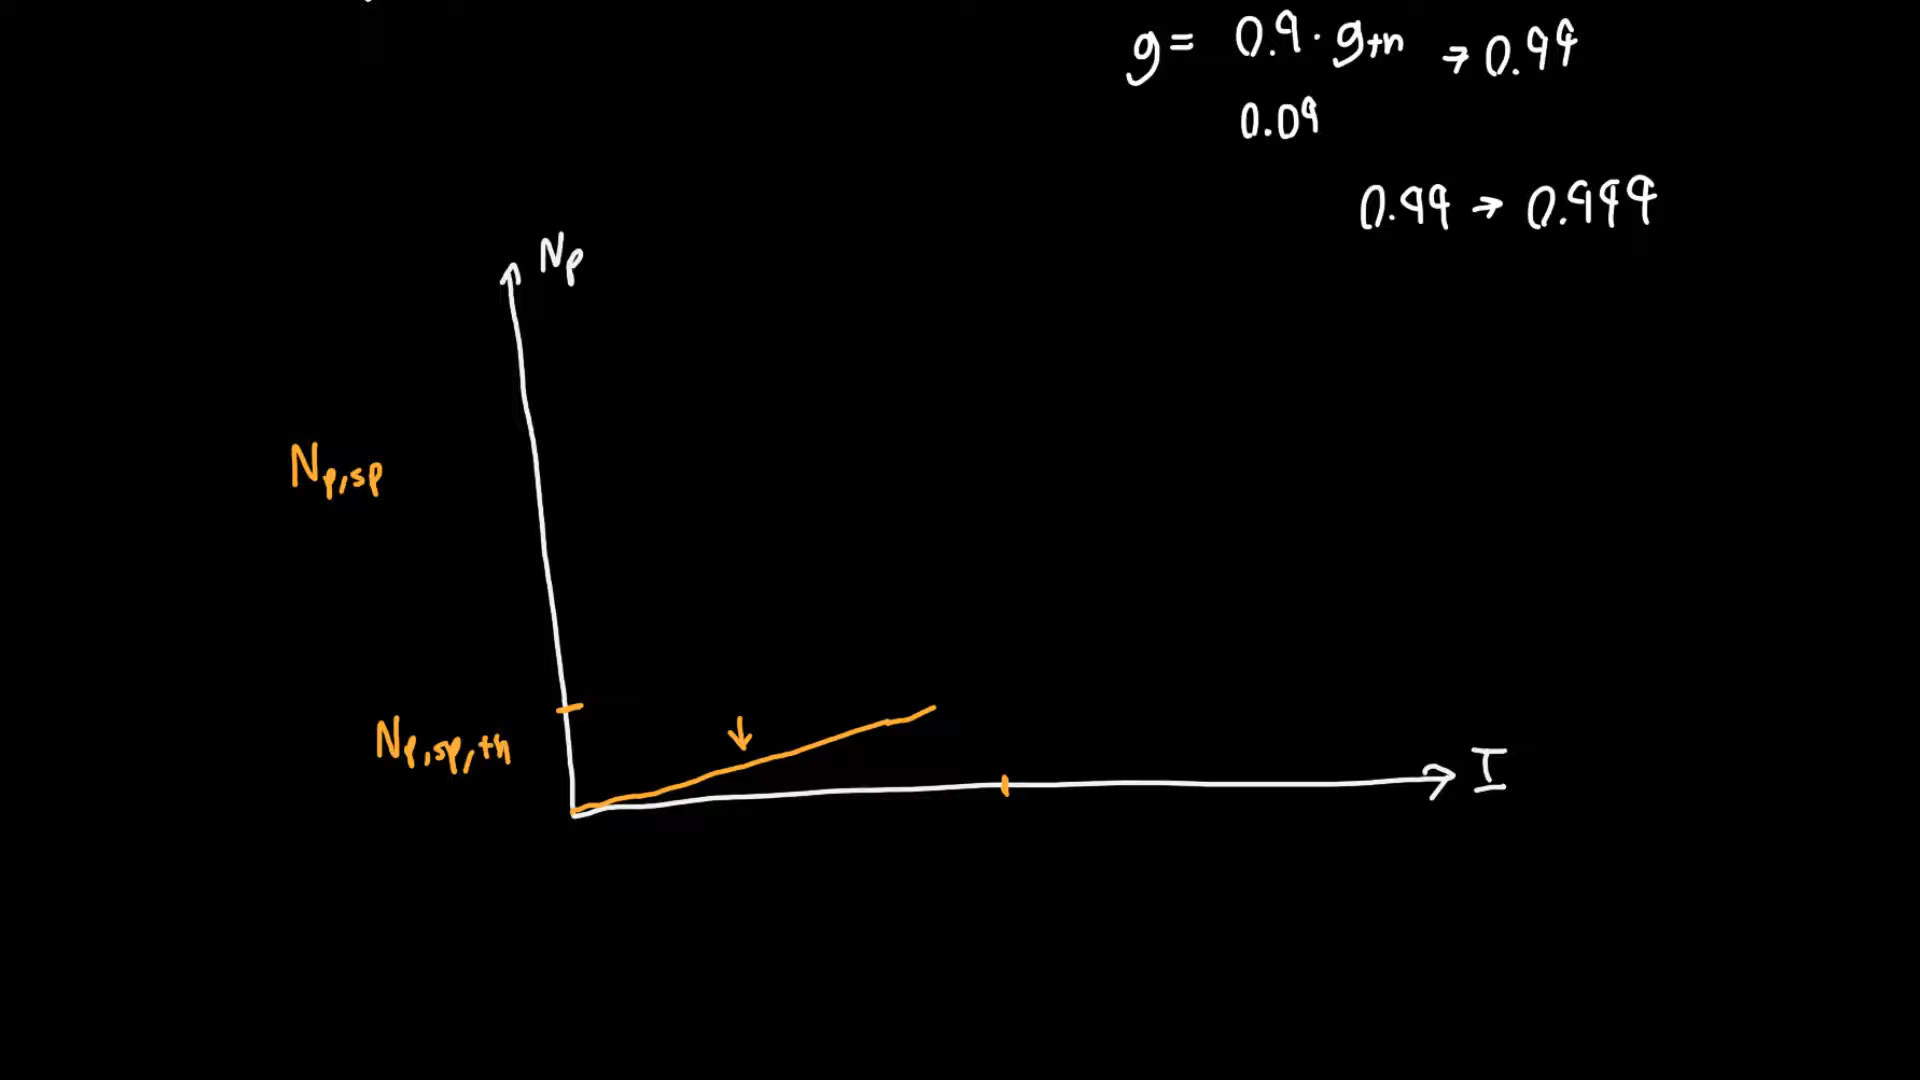 g = 0.9 · gth → 0.99
0.09
0.99 → 0.999
Np
Np,sp
Np,sp,th
I